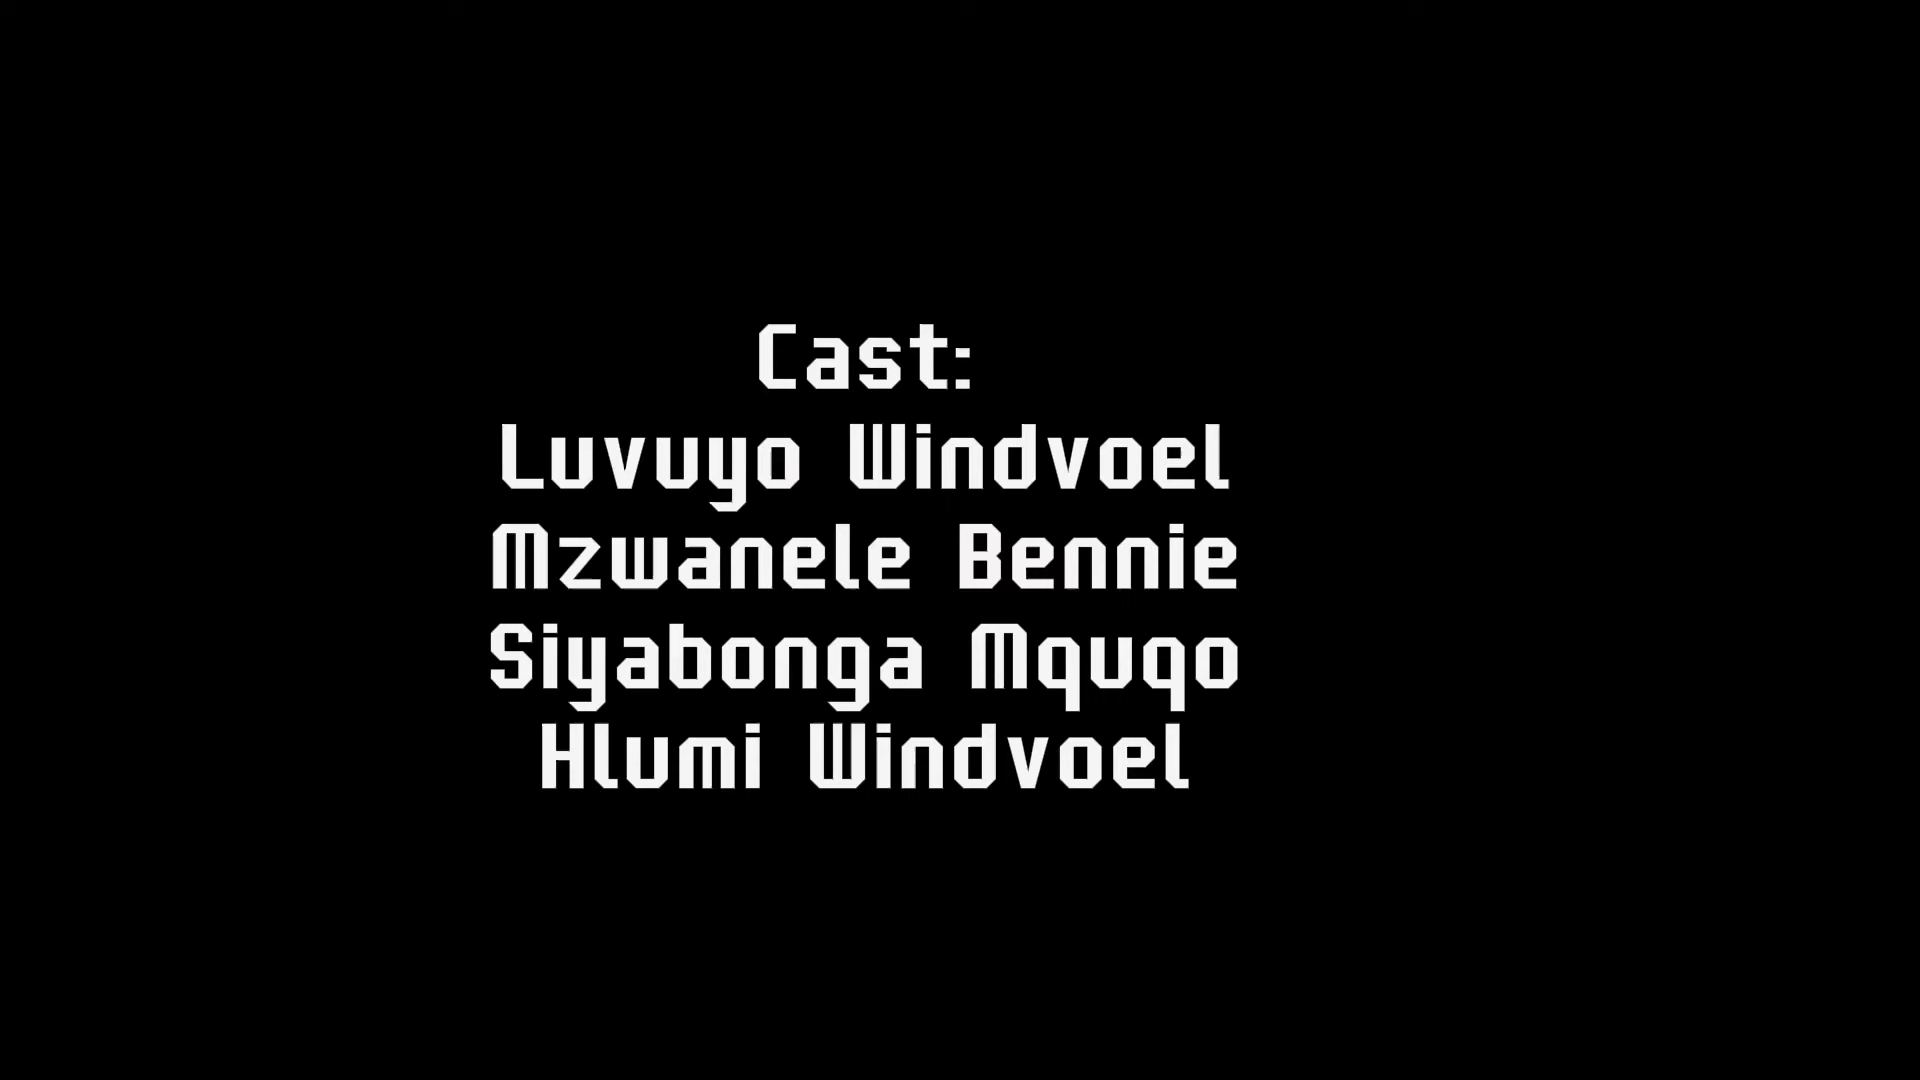 Cast:
Luvuyo Windvoel
Mzwanele Bennie
Siyabonga Mquqo
Hlumi Windvoel